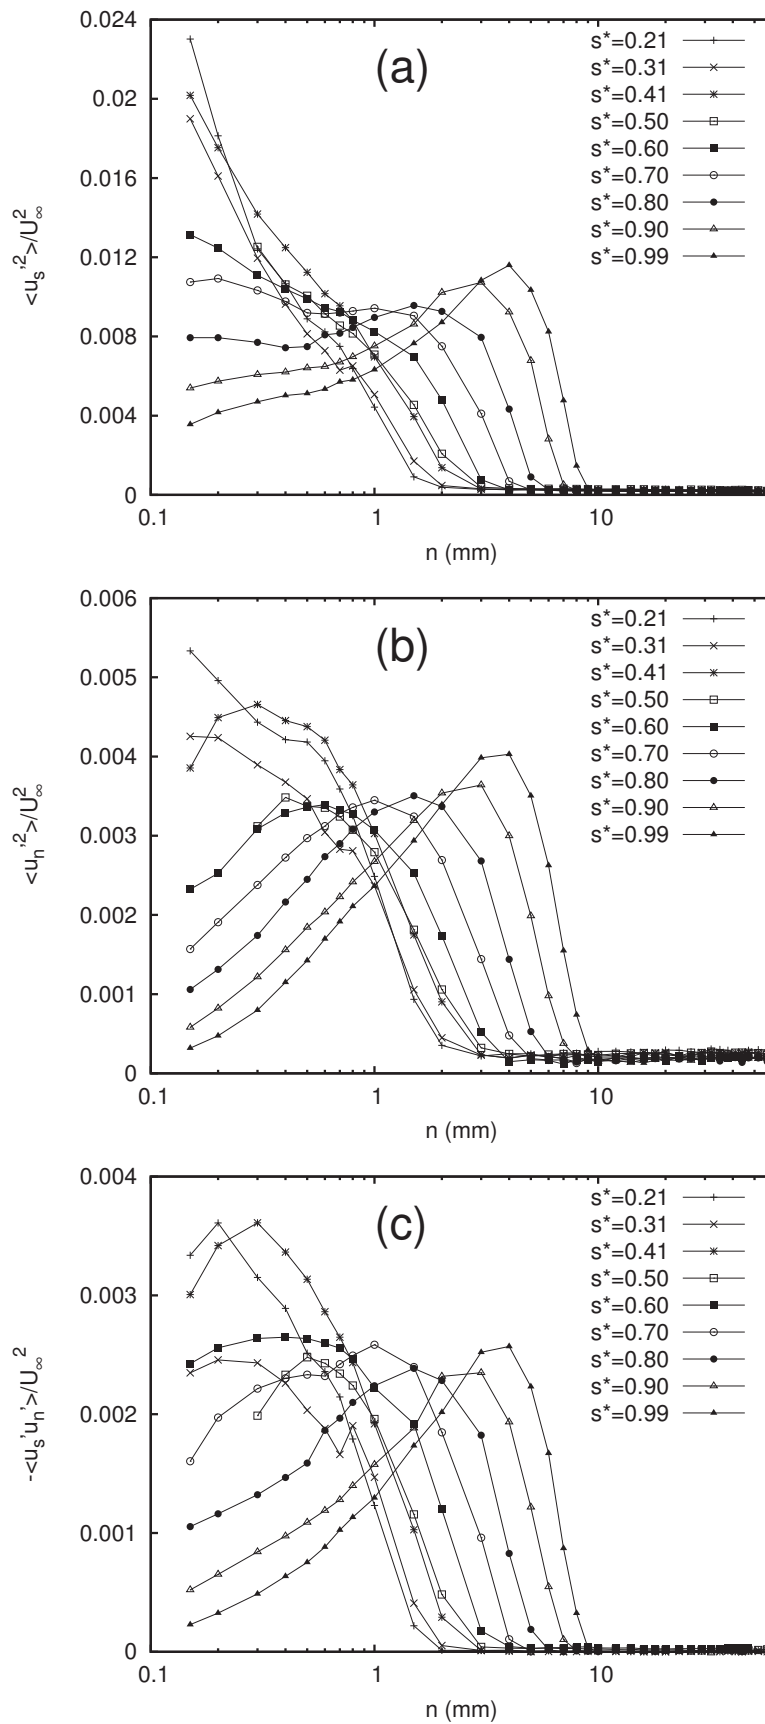 0.024
0.02
0.016
0.012
0.008
0.004
0
<u_s'^2>/U_∞^2
(a)
s*=0.21
s*=0.31
s*=0.41
s*=0.50
s*=0.60
s*=0.70
s*=0.80
s*=0.90
s*=0.99
0.1 1 10
n (mm)
0.006
0.005
0.004
0.003
0.002
0.001
0
<u_n'^2>/U_∞^2
(b)
s*=0.21
s*=0.31
s*=0.41
s*=0.50
s*=0.60
s*=0.70
s*=0.80
s*=0.90
s*=0.99
0.1 1 10
n (mm)
0.004
0.003
0.002
0.001
0
-<u_s'u_n'>/U_∞^2
(c)
s*=0.21
s*=0.31
s*=0.41
s*=0.50
s*=0.60
s*=0.70
s*=0.80
s*=0.90
s*=0.99
0.1 1 10
n (mm)